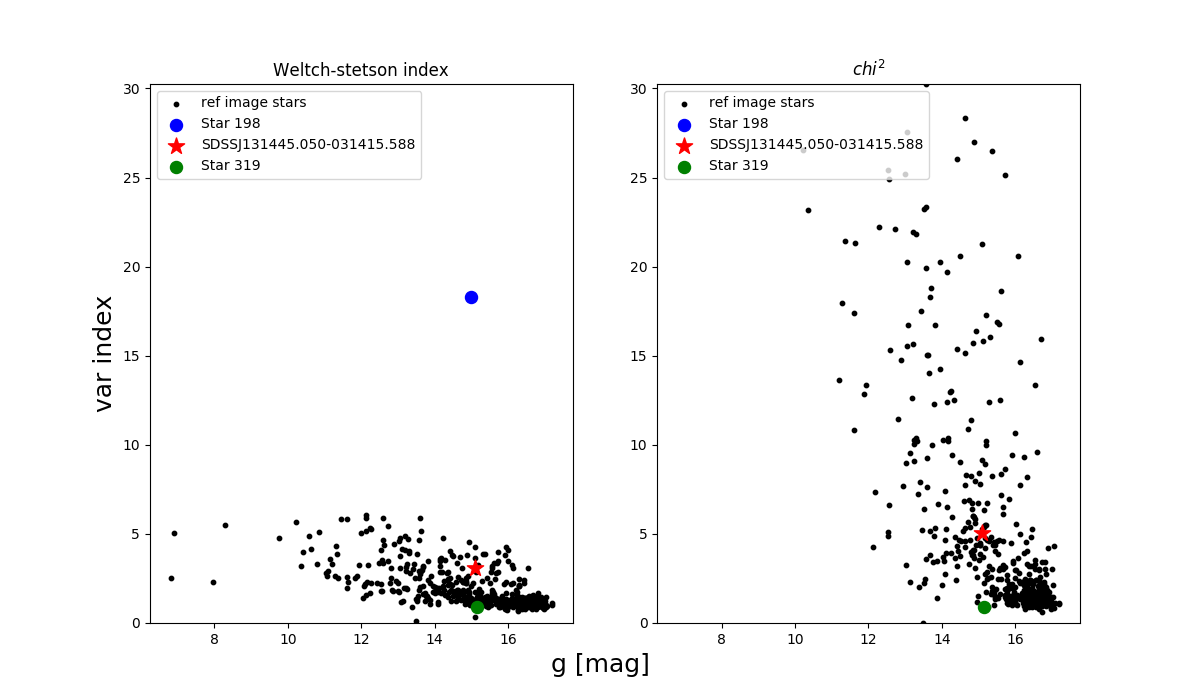 Weltch-stetson index
ref image stars
Star 198
SDSSJ131445.050-031415.588
Star 319
30
25
20
15
10
5
0
8
10
12
14
16
var index
chi²
ref image stars
Star 198
SDSSJ131445.050-031415.588
Star 319
30
25
20
15
10
5
0
8
10
12
14
16
g [mag]